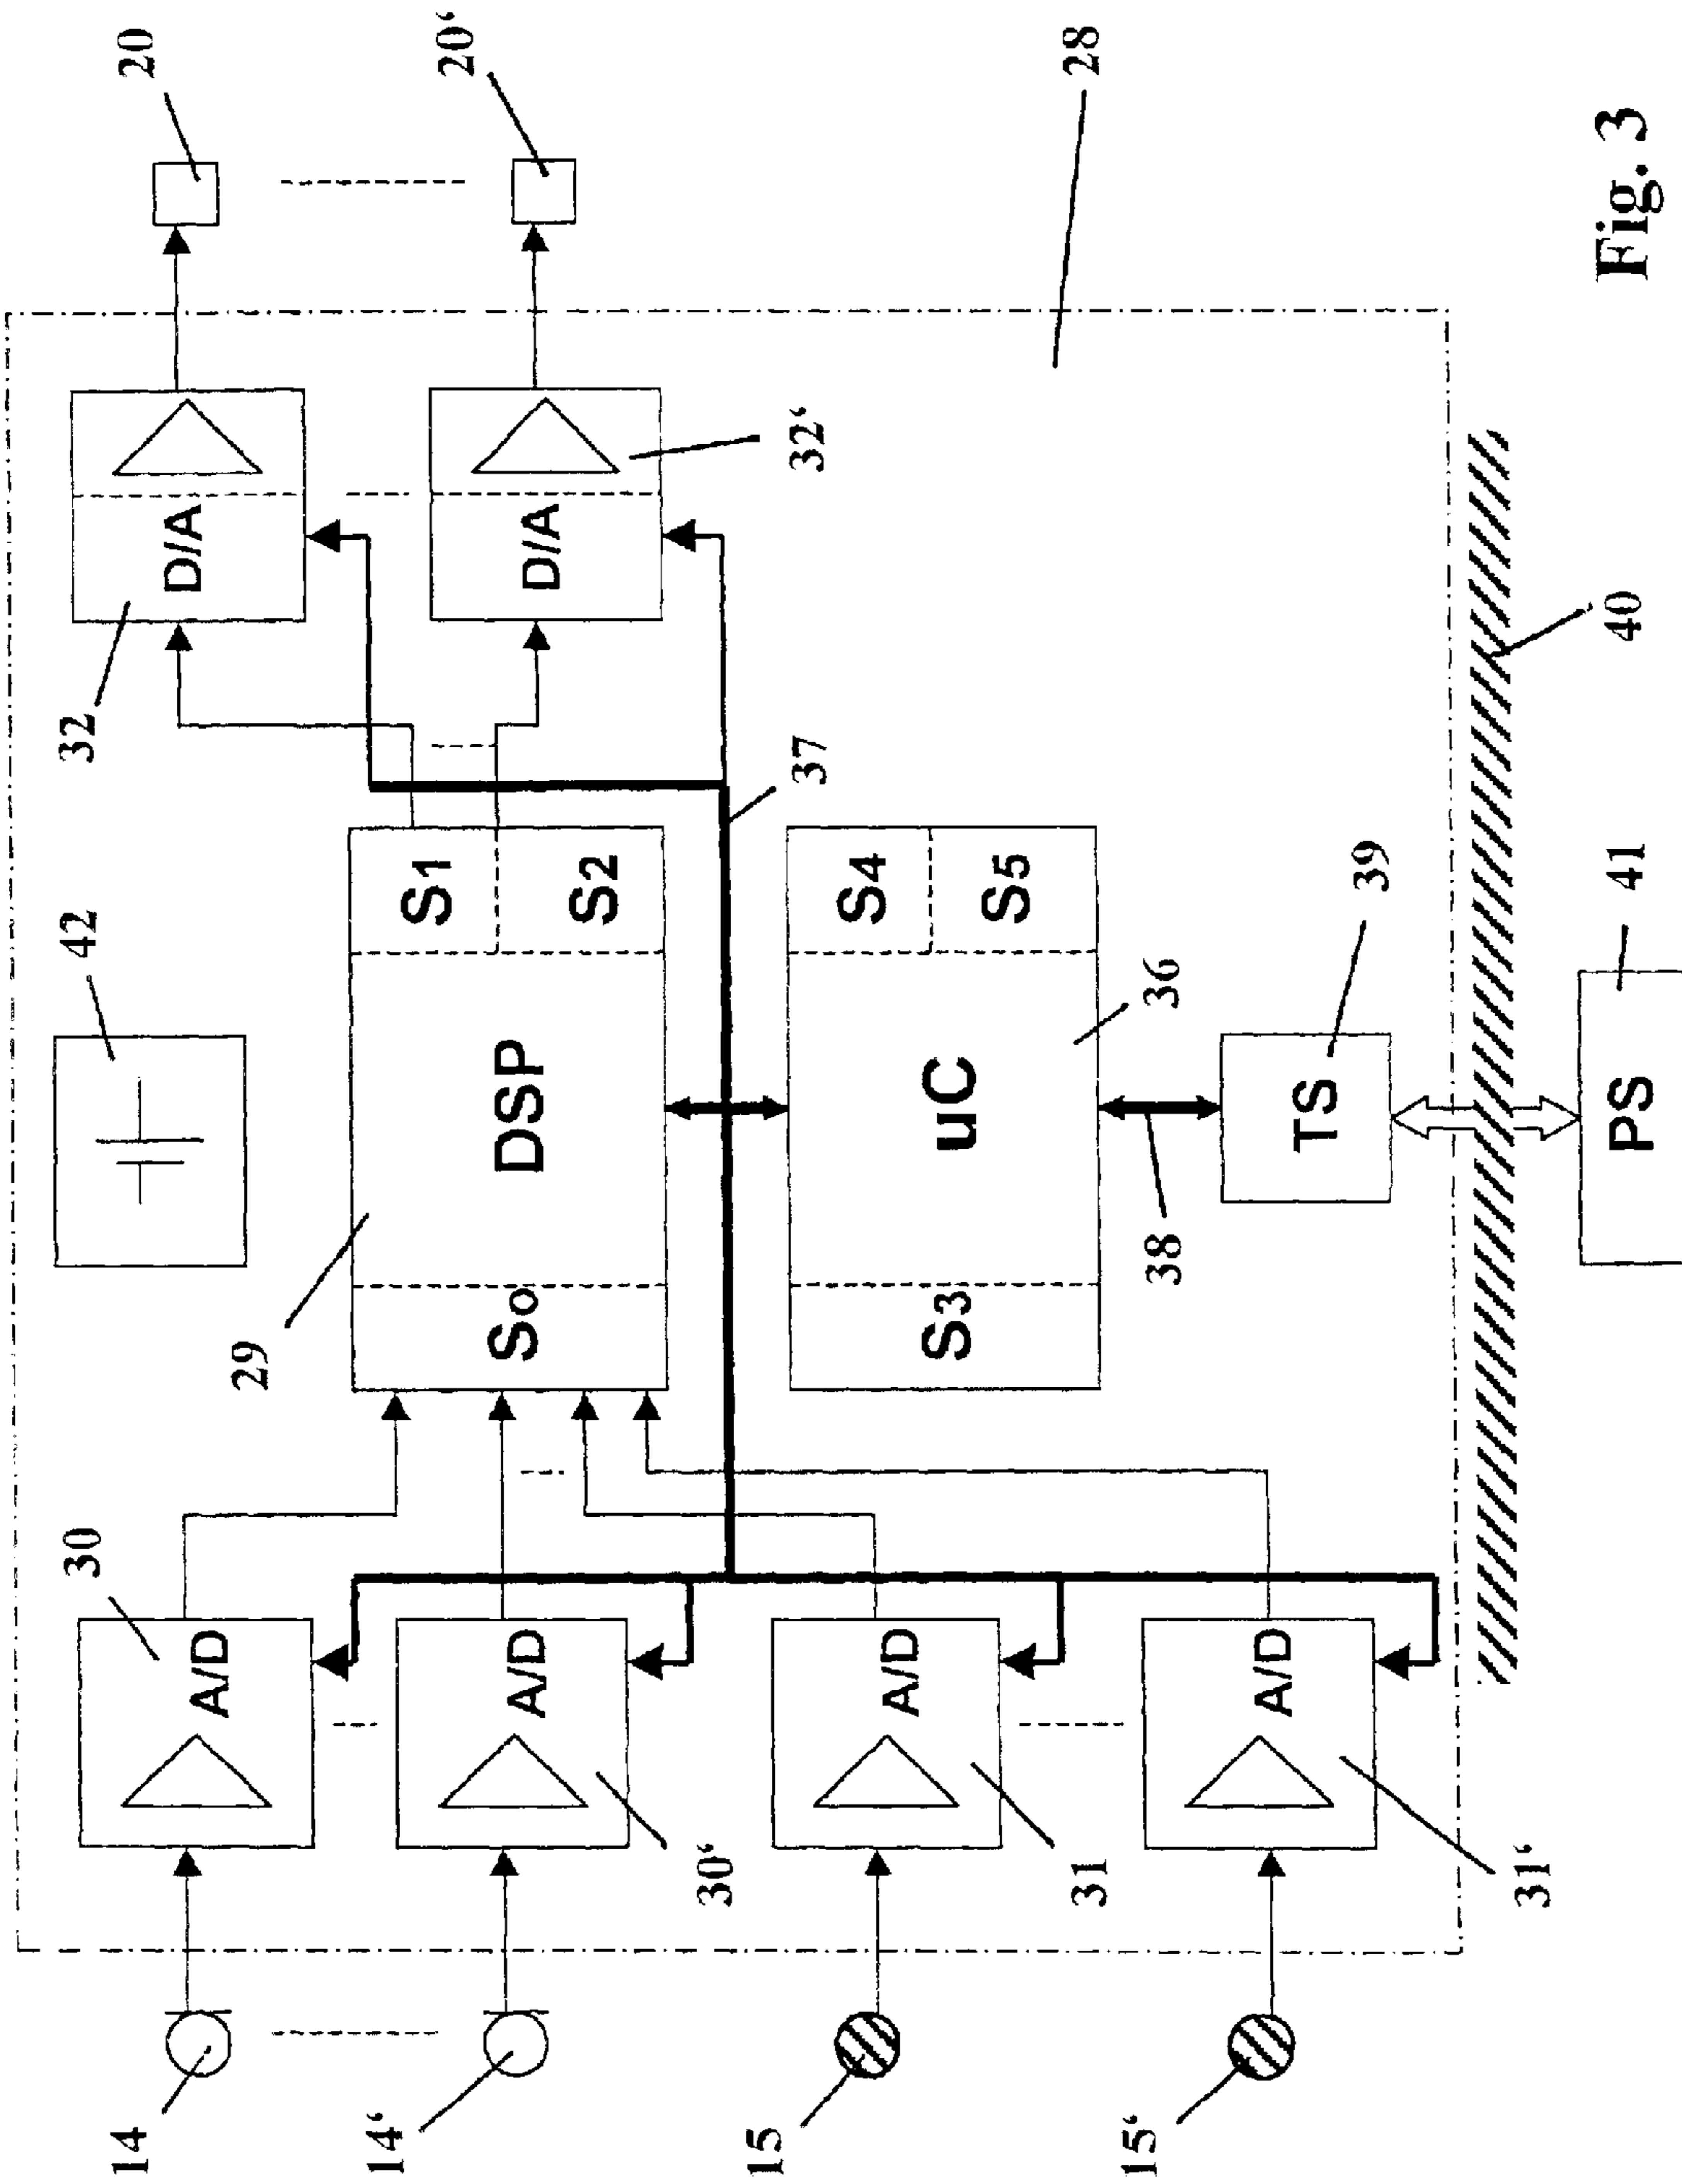 20
20‘
28
Fig. 3
32
D/A
D/A
32‘
40
37
42
S1
S2
S4
S5
39
41
DSP
36
uC
TS
PS
29
So
S3
38
30
A/D
A/D
A/D
A/D
30‘
31
31‘
14
14‘
15
15‘